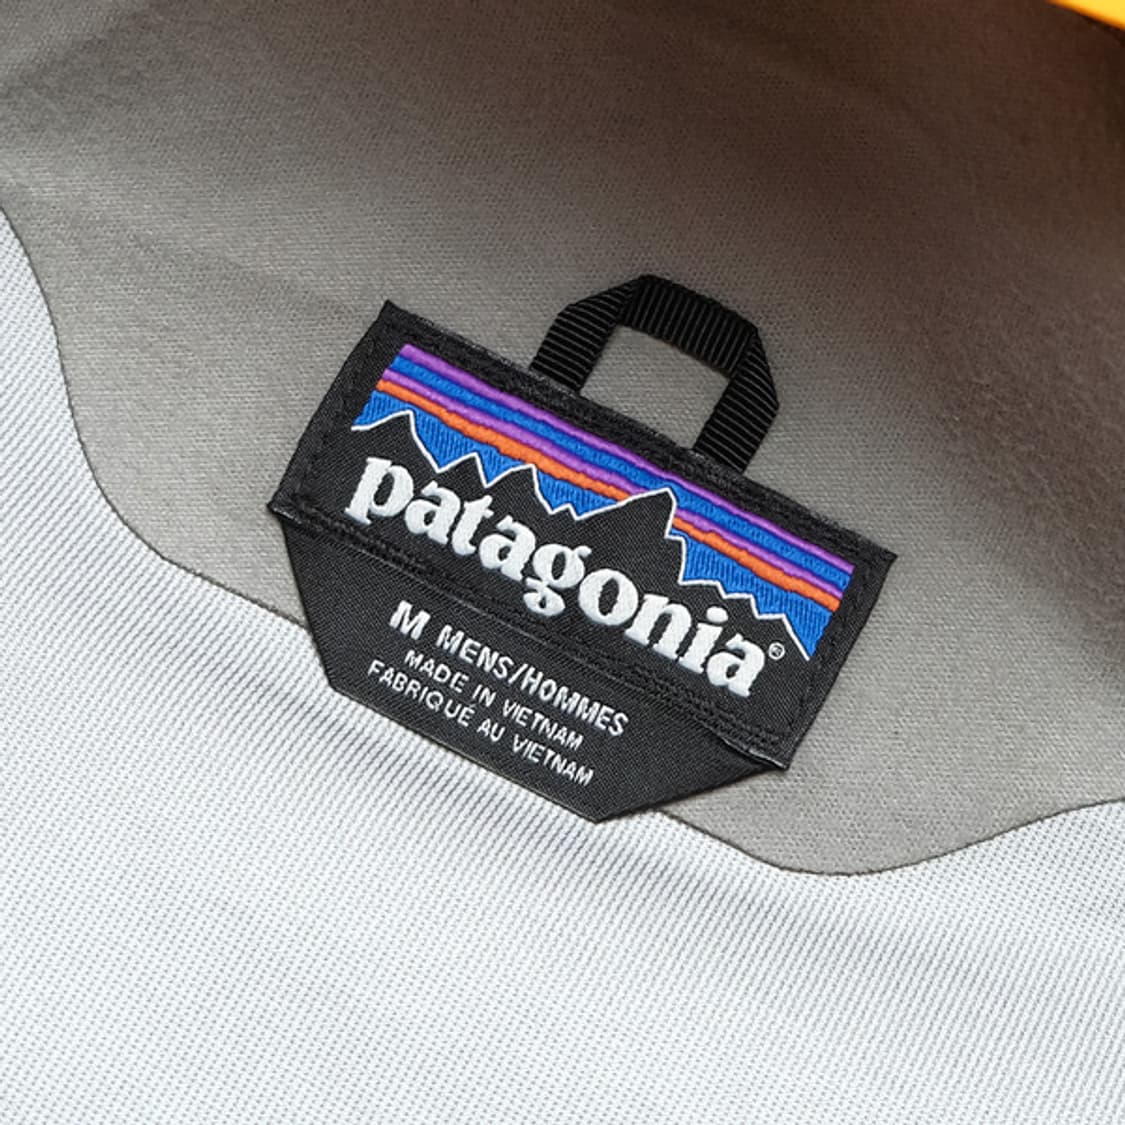 patagonia®
M MENS/HOMMES
MADE IN VIETNAM
FABRIQUÉ AU VIETNAM